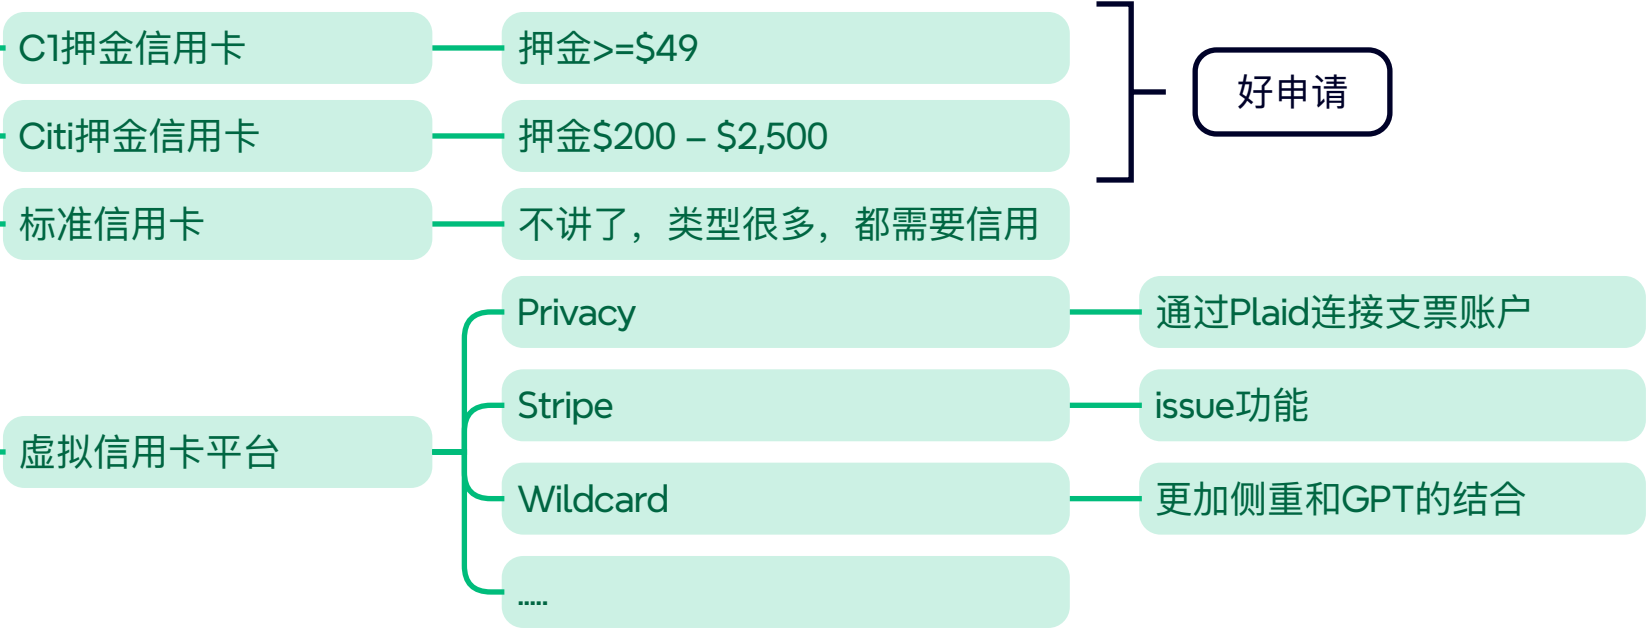 C1押金信用卡
押金>=$49
好申请
Citi押金信用卡
押金$200 – $2,500
标准信用卡
不讲了，类型很多，都需要信用
虚拟信用卡平台
Privacy
通过Plaid连接支票账户
Stripe
issue功能
Wildcard
更加侧重和GPT的结合
.....